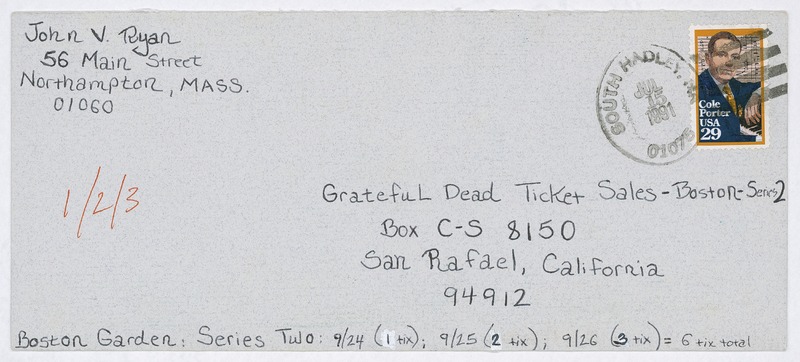 John V. Ryan
56 Main Street
Northampton, MASS.
01060
SOUTH HADLEY, MA
JUL
15
1991
01075
Cole
Porter
USA
29
1/2/3
Grateful Dead Ticket Sales-Boston-Series 2
Box C-S 8150
San Rafael, California
94912
Boston Garden: Series Two: 9/24 (1 tix); 9/25 (2 tix); 9/26 (3 tix) = 6 tix total